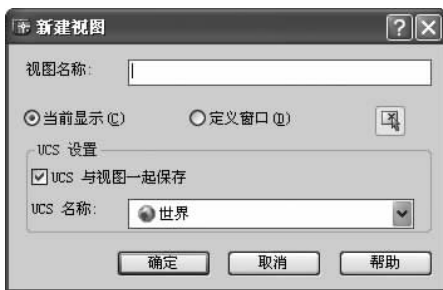 新建视图
视图名称:
当前显示(C)
定义窗口(D)
UCS 设置
UCS 与视图一起保存
UCS 名称:
世界
确定
取消
帮助